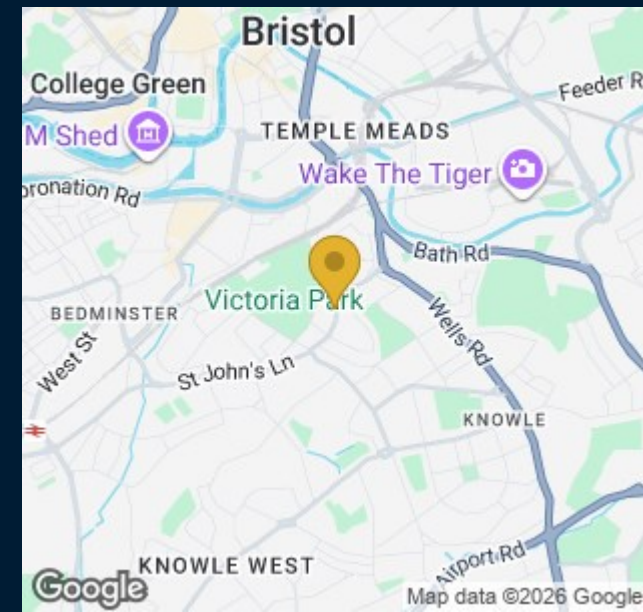 Bristol
College Green
Feeder R
M Shed
TEMPLE MEADS
Wake The Tiger
oronation Rd
Bath Rd
Victoria Park
BEDMINSTER
Wells Rd
West St
St John's Ln
KNOWLE
KNOWLE WEST
Airport Rd
Google
Map data ©2026 Google